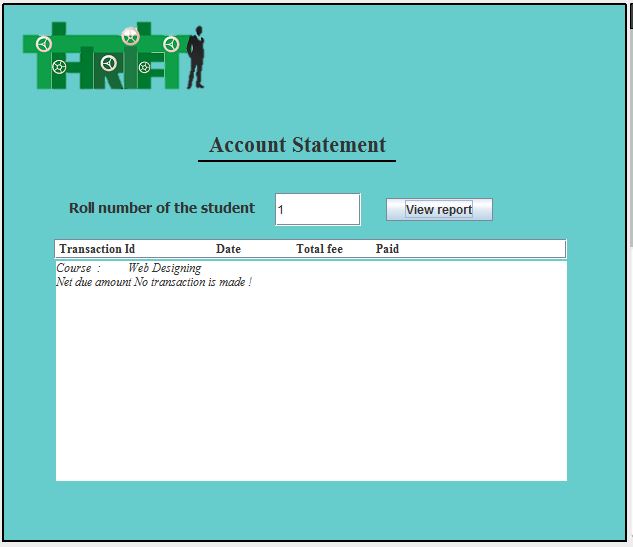 THRIFT
Account Statement
Roll number of the student 1 View report
Transaction Id Date Total fee Paid
Course : Web Designing
Net due amount No transaction is made !